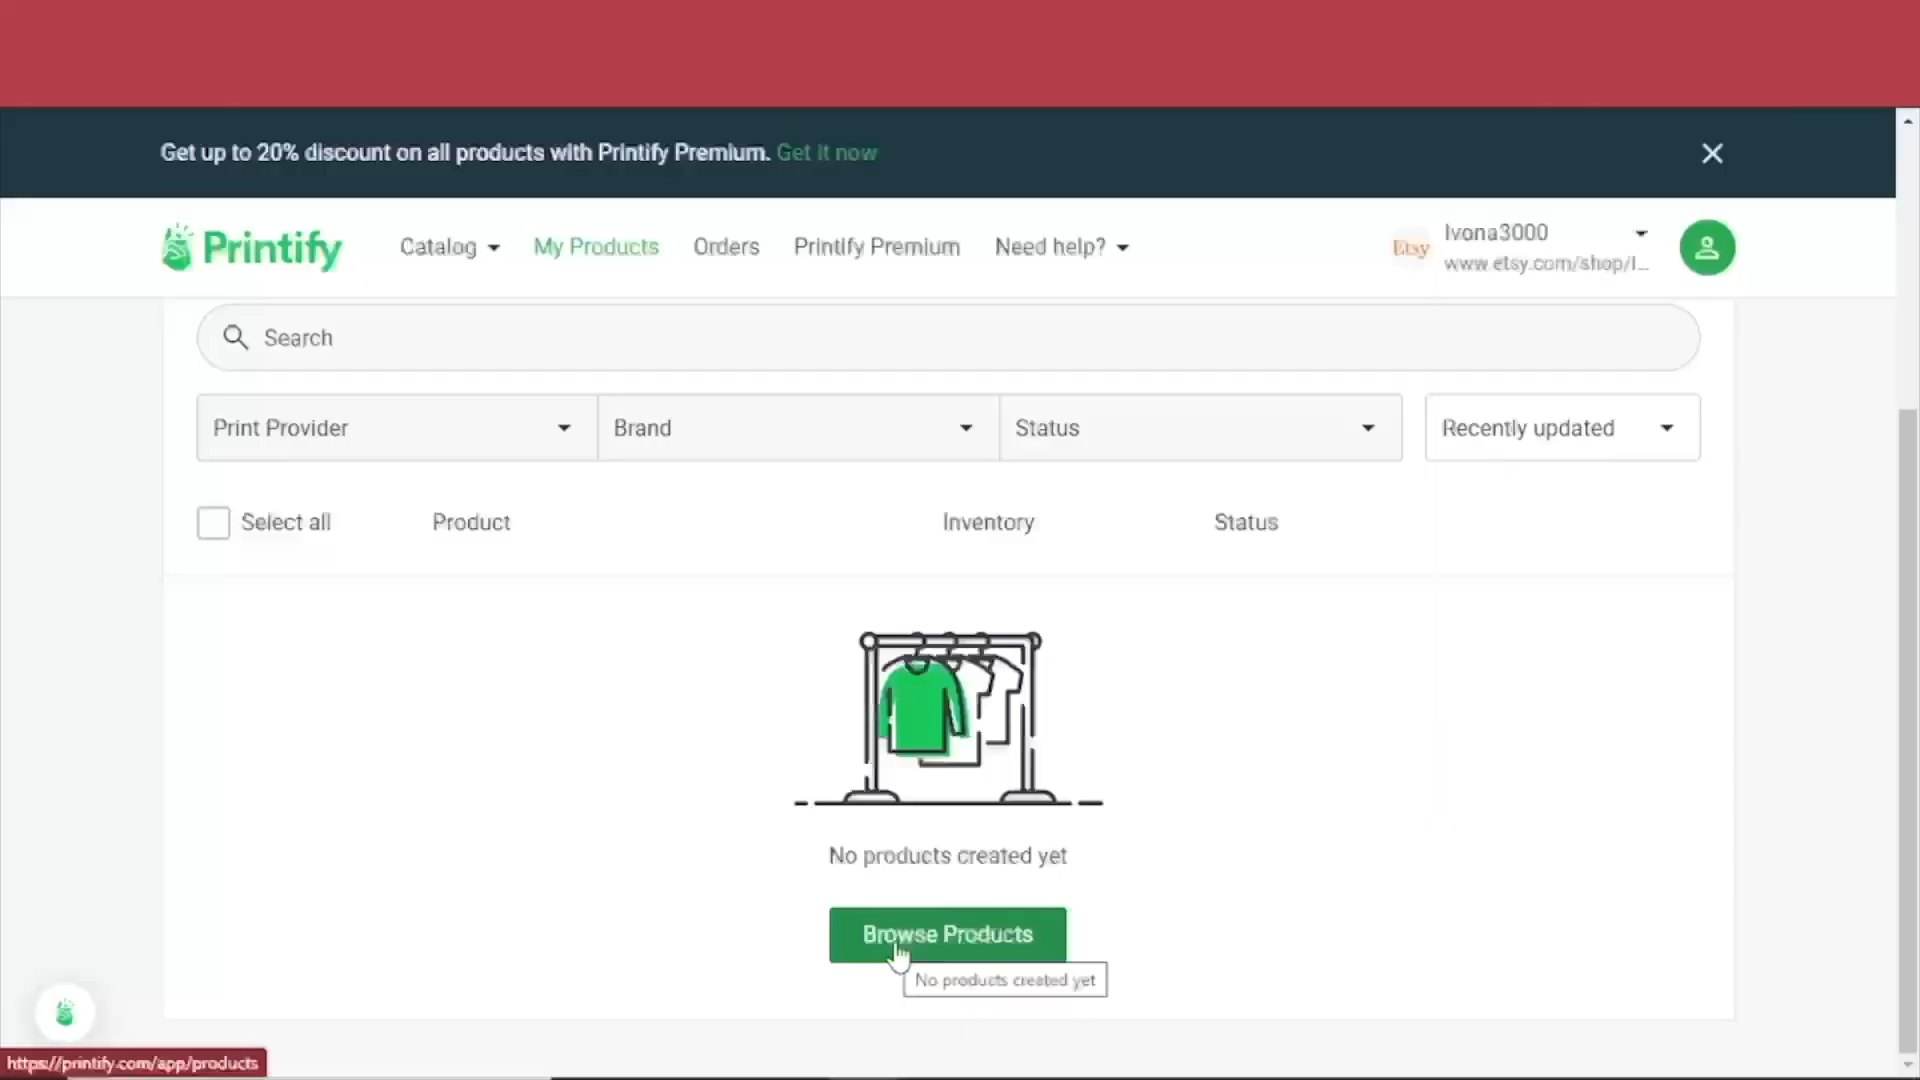 Get up to 20% discount on all products with Printify Premium. Get it now
Printify
Catalog
My Products
Orders
Printify Premium
Need help?
Etsy
Ivona3000
www.etsy.com/shop/I...
Search
Print Provider
Brand
Status
Recently updated
Select all
Product
Inventory
Status
No products created yet
Browse Products
No products created yet
https://printify.com/app/products